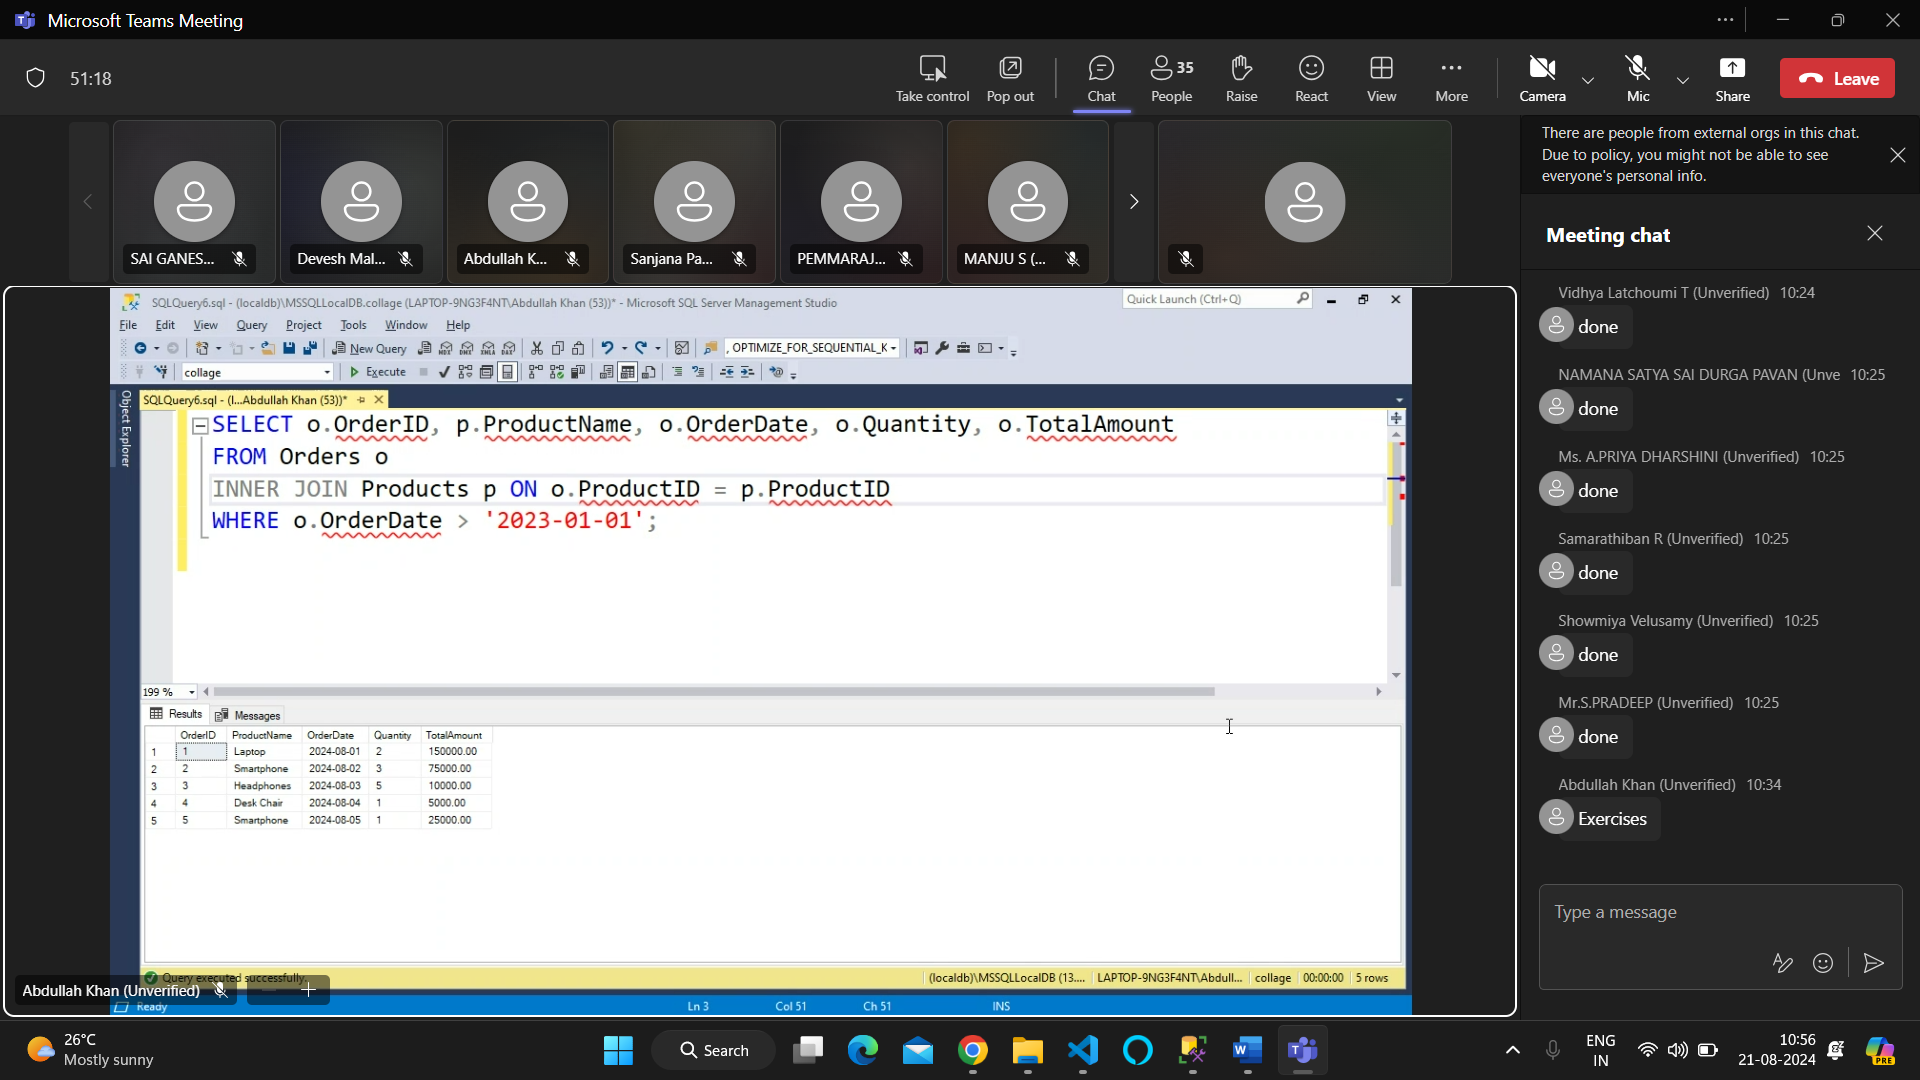 Microsoft Teams Meeting
51:18
Take control
Pop out
Chat
35
People
Raise
React
View
More
Camera
Mic
Share
Leave
SAI GANES...
Devesh Mal...
Abdullah K...
Sanjana Pa...
PEMMARAJ...
MANJU S (...
There are people from external orgs in this chat.
Due to policy, you might not be able to see
everyone's personal info.
Meeting chat
Vidhya Latchoumi T (Unverified) 10:24
done
NAMANA SATYA SAI DURGA PAVAN (Unve 10:25
done
Ms. A.PRIYA DHARSHINI (Unverified) 10:25
done
Samarathiban R (Unverified) 10:25
done
Showmiya Velusamy (Unverified) 10:25
done
Mr.S.PRADEEP (Unverified) 10:25
done
Abdullah Khan (Unverified) 10:34
Exercises
Type a message
SQLQuery6.sql - (localdb)\MSSQLLocalDB.collage (LAPTOP-9NG3F4NT\Abdullah Khan (53))* - Microsoft SQL Server Management Studio
Quick Launch (Ctrl+Q)
File Edit View Query Project Tools Window Help
New Query
MDX DMX XMLA DAX
, OPTIMIZE_FOR_SEQUENTIAL_K
collage
Execute
Object Explorer
SQLQuery6.sql - (l...Abdullah Khan (53))*
SELECT o.OrderID, p.ProductName, o.OrderDate, o.Quantity, o.TotalAmount
FROM Orders o
INNER JOIN Products p ON o.ProductID = p.ProductID
WHERE o.OrderDate > '2023-01-01';
199 %
Results Messages
OrderID ProductName OrderDate Quantity TotalAmount
1 1 Laptop 2024-08-01 2 150000.00
2 2 Smartphone 2024-08-02 3 75000.00
3 3 Headphones 2024-08-03 5 10000.00
4 4 Desk Chair 2024-08-04 1 5000.00
5 5 Smartphone 2024-08-05 1 25000.00
Query executed successfully.
(localdb)\MSSQLLocalDB (13.... LAPTOP-9NG3F4NT\Abdull... collage 00:00:00 5 rows
Abdullah Khan (Unverified)
Ready
Ln 3
Col 51
Ch 51
INS
26°C
Mostly sunny
Search
ENG
IN
10:56
21-08-2024
PRE